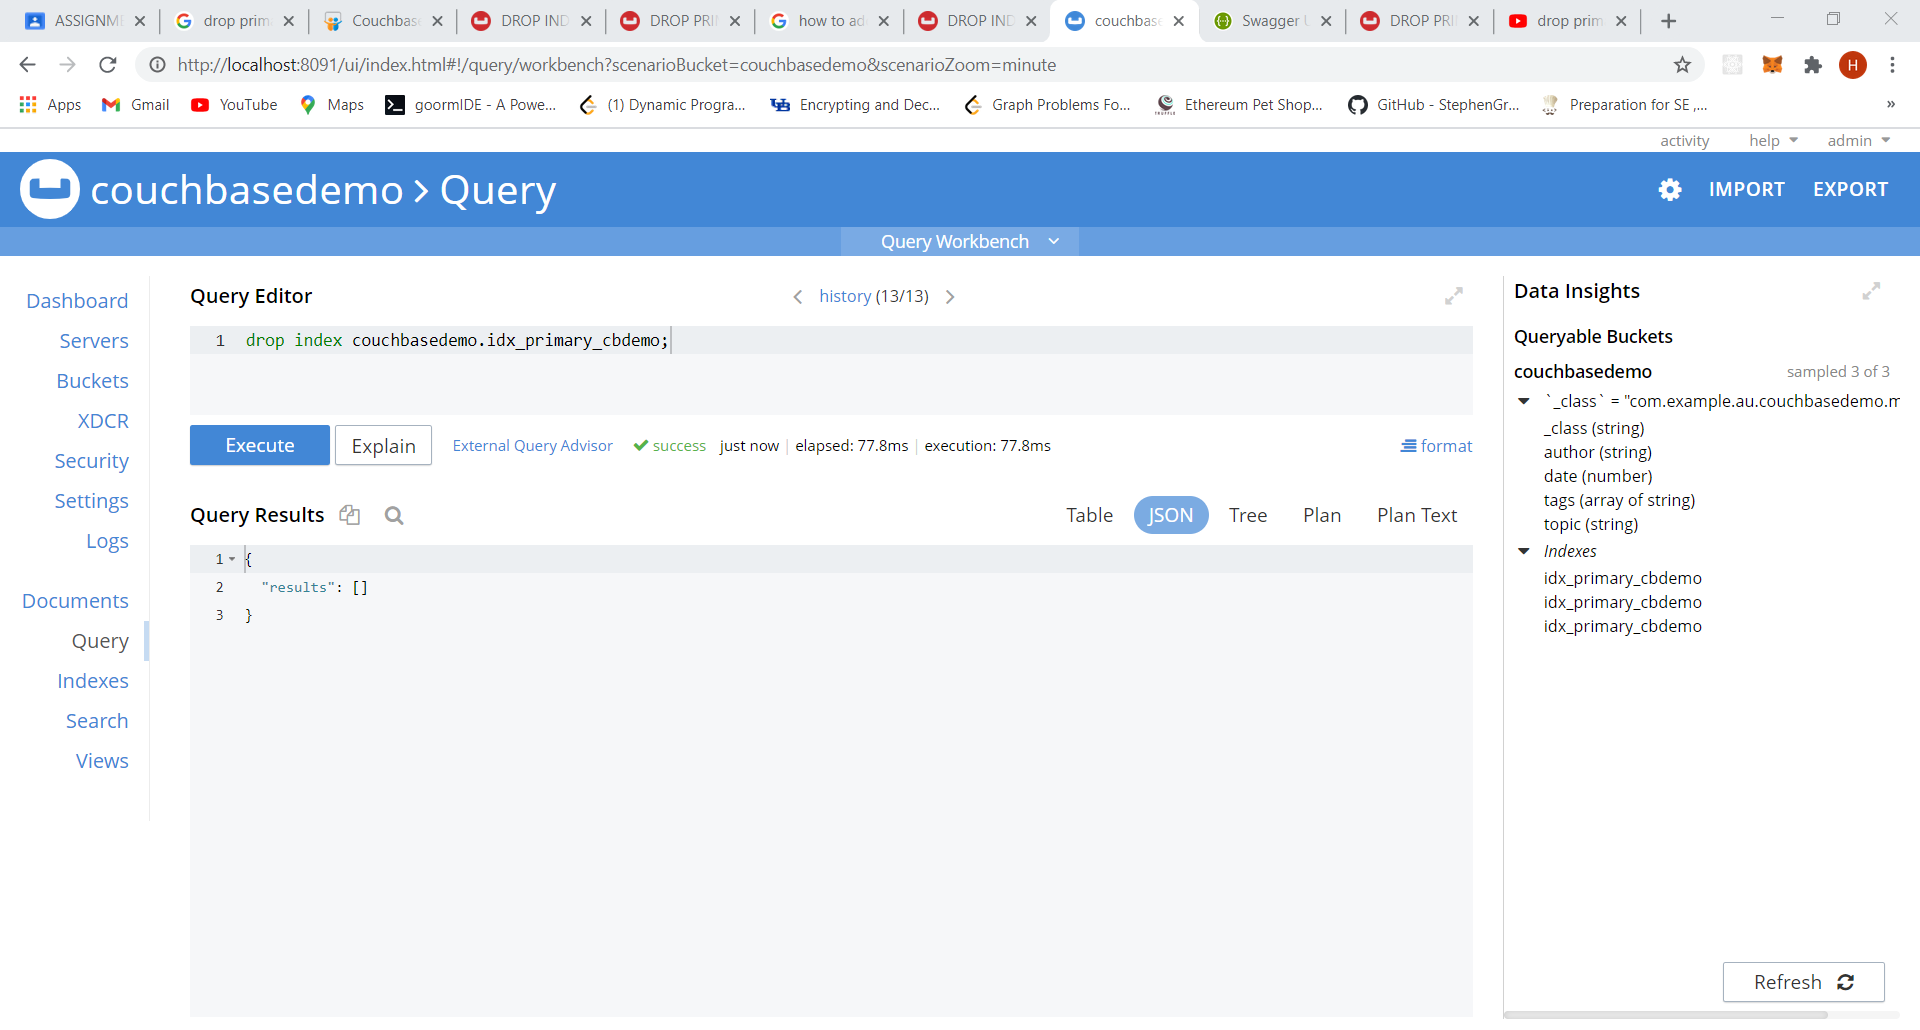 ASSIGNME
drop prim
Couchbase
DROP IND
DROP PRI
how to ad
DROP IND
couchbase
Swagger U
DROP PRI
drop prim
http://localhost:8091/ui/index.html#!/query/workbench?scenarioBucket=couchbasedemo&scenarioZoom=minute
H
Apps
Gmail
YouTube
Maps
goormIDE - A Powe...
(1) Dynamic Progra...
Encrypting and Dec...
Graph Problems Fo...
Ethereum Pet Shop...
GitHub - StephenGr...
Preparation for SE ,...
»
activity
help
admin
couchbasedemo > Query
IMPORT
EXPORT
Query Workbench
Dashboard
Servers
Buckets
XDCR
Security
Settings
Logs
Documents
Query
Indexes
Search
Views
Query Editor
history (13/13)
1 drop index couchbasedemo.idx_primary_cbdemo;
Execute
Explain
External Query Advisor
success
just now
elapsed: 77.8ms
execution: 77.8ms
format
Query Results
Table
JSON
Tree
Plan
Plan Text
1 {
2 "results": []
3 }
Data Insights
Queryable Buckets
couchbasedemo
sampled 3 of 3
`_class` = "com.example.au.couchbasedemo.m
_class (string)
author (string)
date (number)
tags (array of string)
topic (string)
Indexes
idx_primary_cbdemo
idx_primary_cbdemo
idx_primary_cbdemo
Refresh